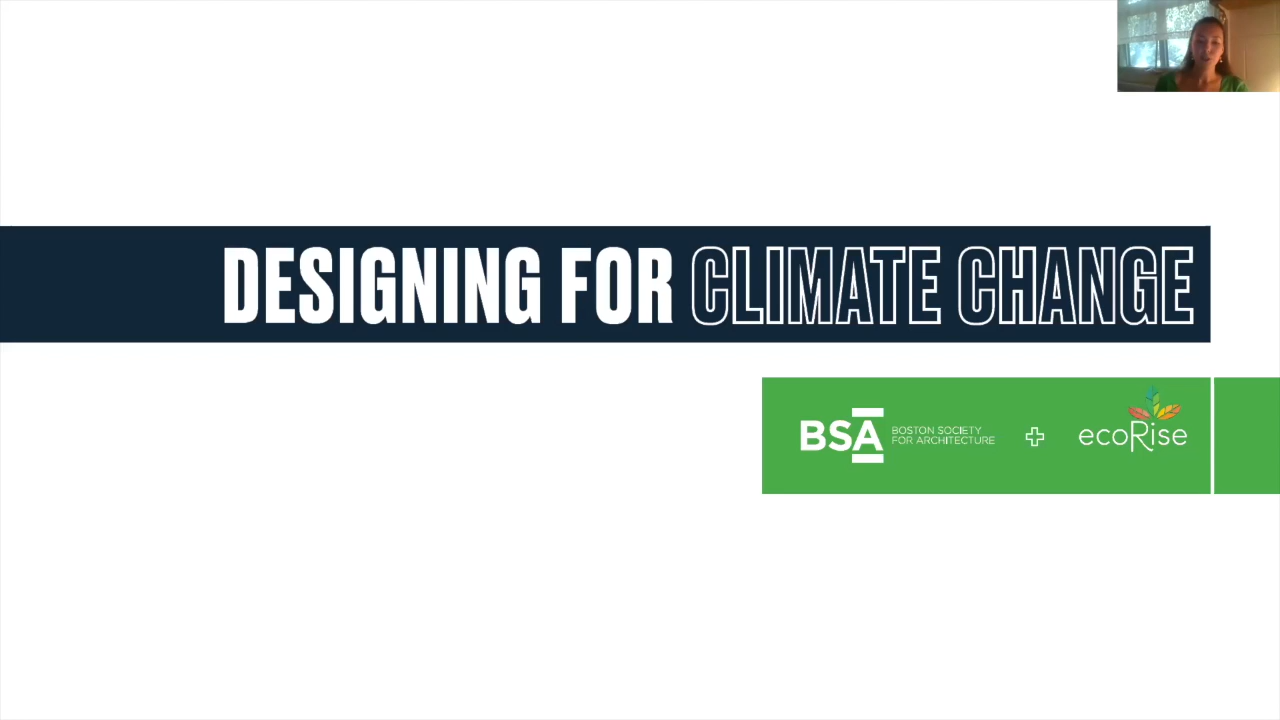 DESIGNING FOR CLIMATE CHANGE
BSA
BOSTON SOCIETY
FOR ARCHITECTURE
ecoRise